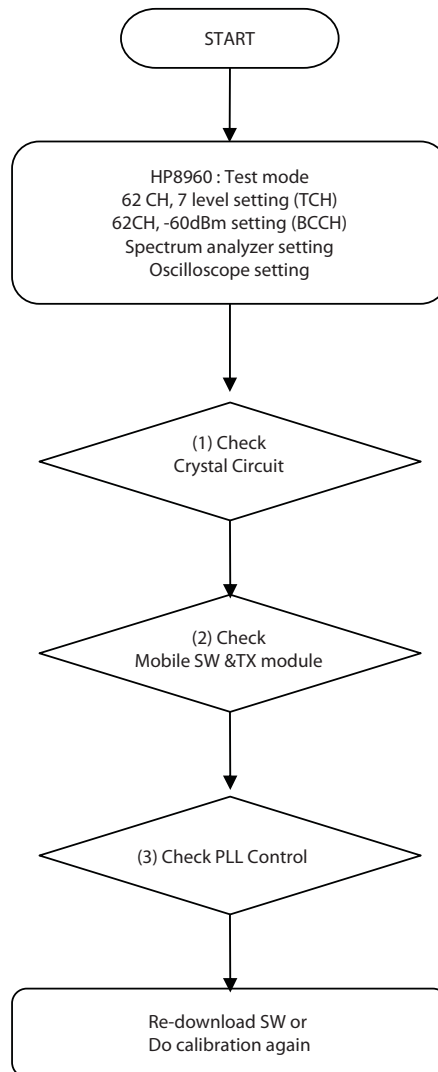 START
HP8960 : Test mode
62 CH, 7 level setting (TCH)
62CH, -60dBm setting (BCCH)
Spectrum analyzer setting
Oscilloscope setting
(1) Check
Crystal Circuit
(2) Check
Mobile SW &TX module
(3) Check PLL Control
Re-download SW or
Do calibration again